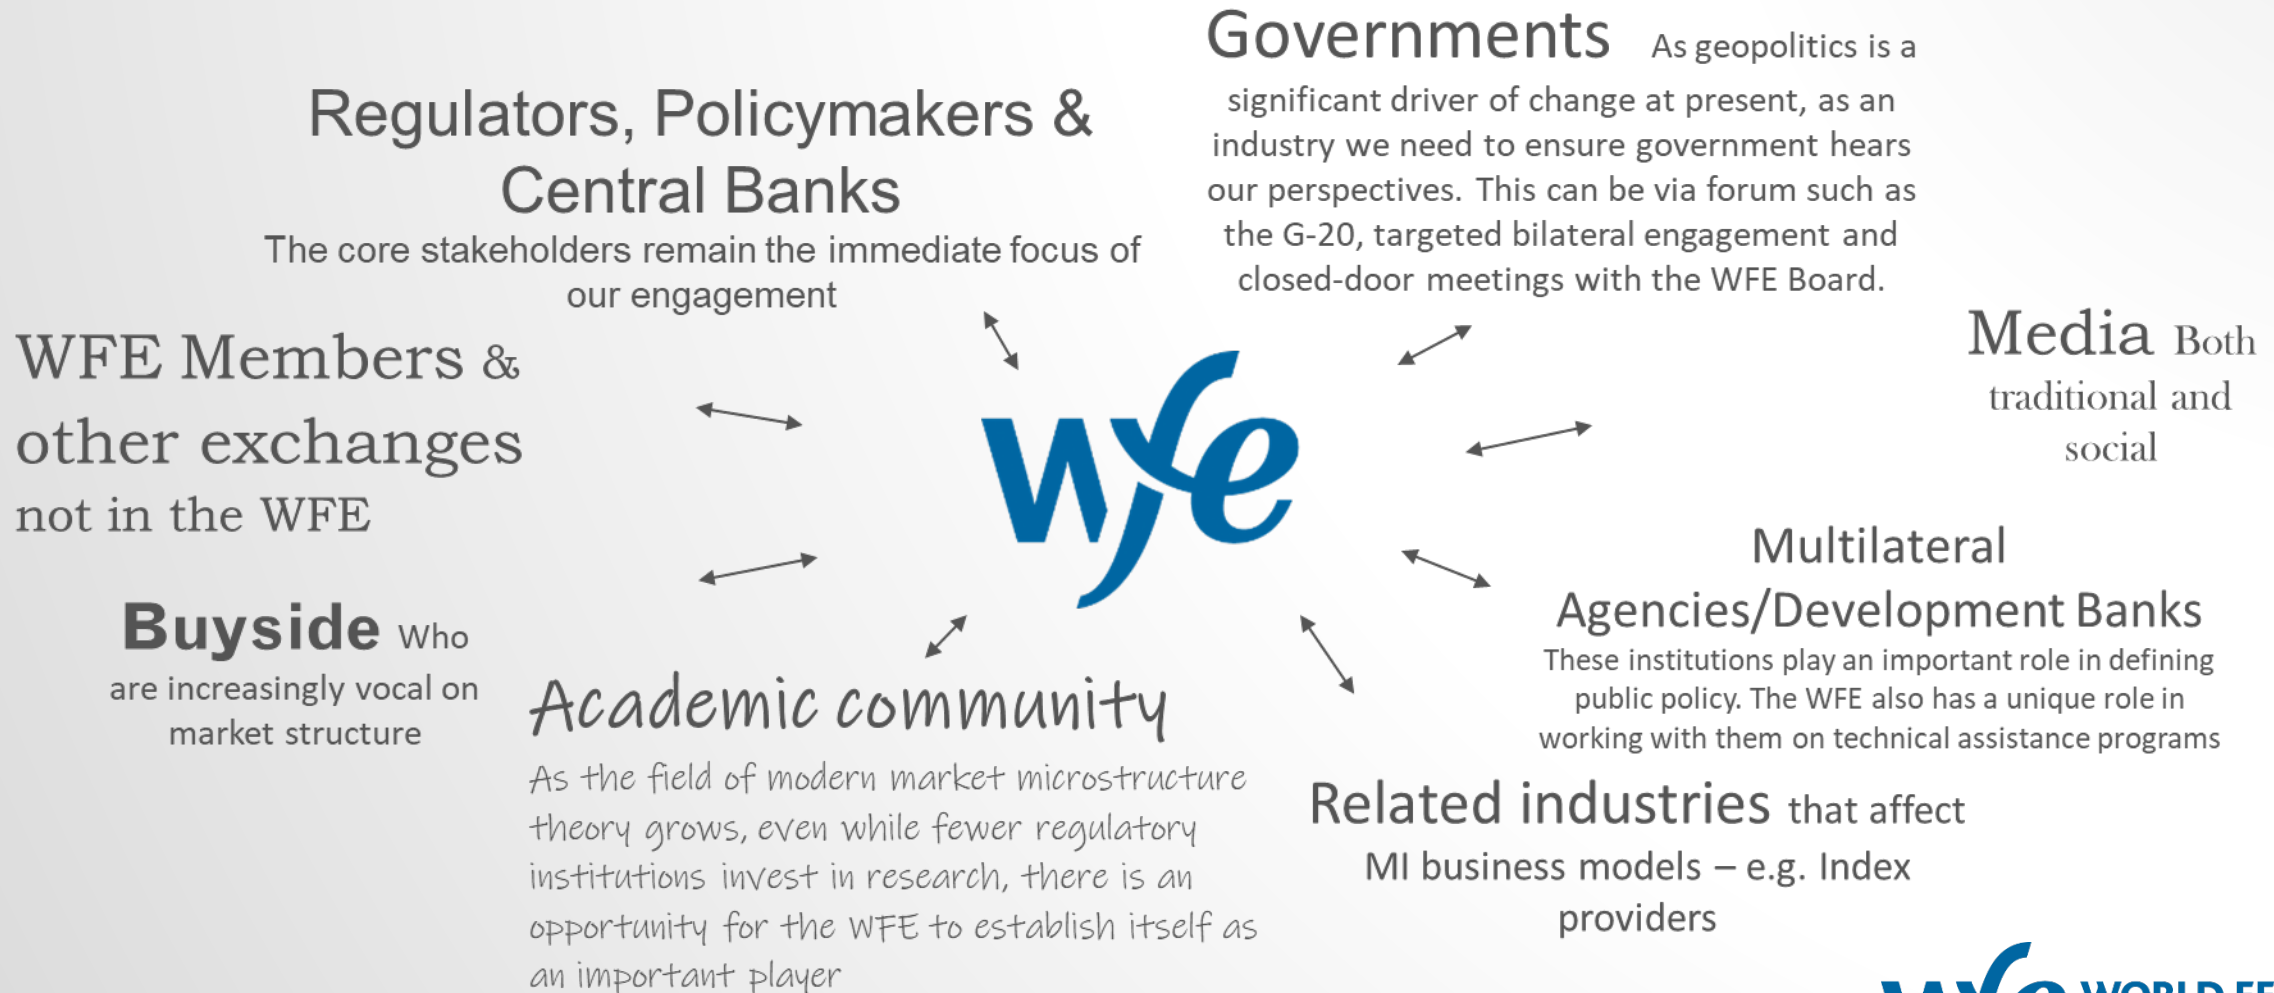 Governments As geopolitics is a
significant driver of change at present, as an
industry we need to ensure government hears
our perspectives. This can be via forum such as
the G-20, targeted bilateral engagement and
closed-door meetings with the WFE Board.
Regulators, Policymakers &
Central Banks
The core stakeholders remain the immediate focus of
our engagement
WFE Members &
other exchanges
not in the WFE
wfe
Media Both
traditional and
social
Buyside Who
are increasingly vocal on
market structure
Multilateral
Agencies/Development Banks
These institutions play an important role in defining
public policy. The WFE also has a unique role in
working with them on technical assistance programs
Academic community
As the field of modern market microstructure
theory grows, even while fewer regulatory
institutions invest in research, there is an
opportunity for the WFE to establish itself as
an important player
Related industries that affect
MI business models – e.g. Index
providers
wfe WORLD